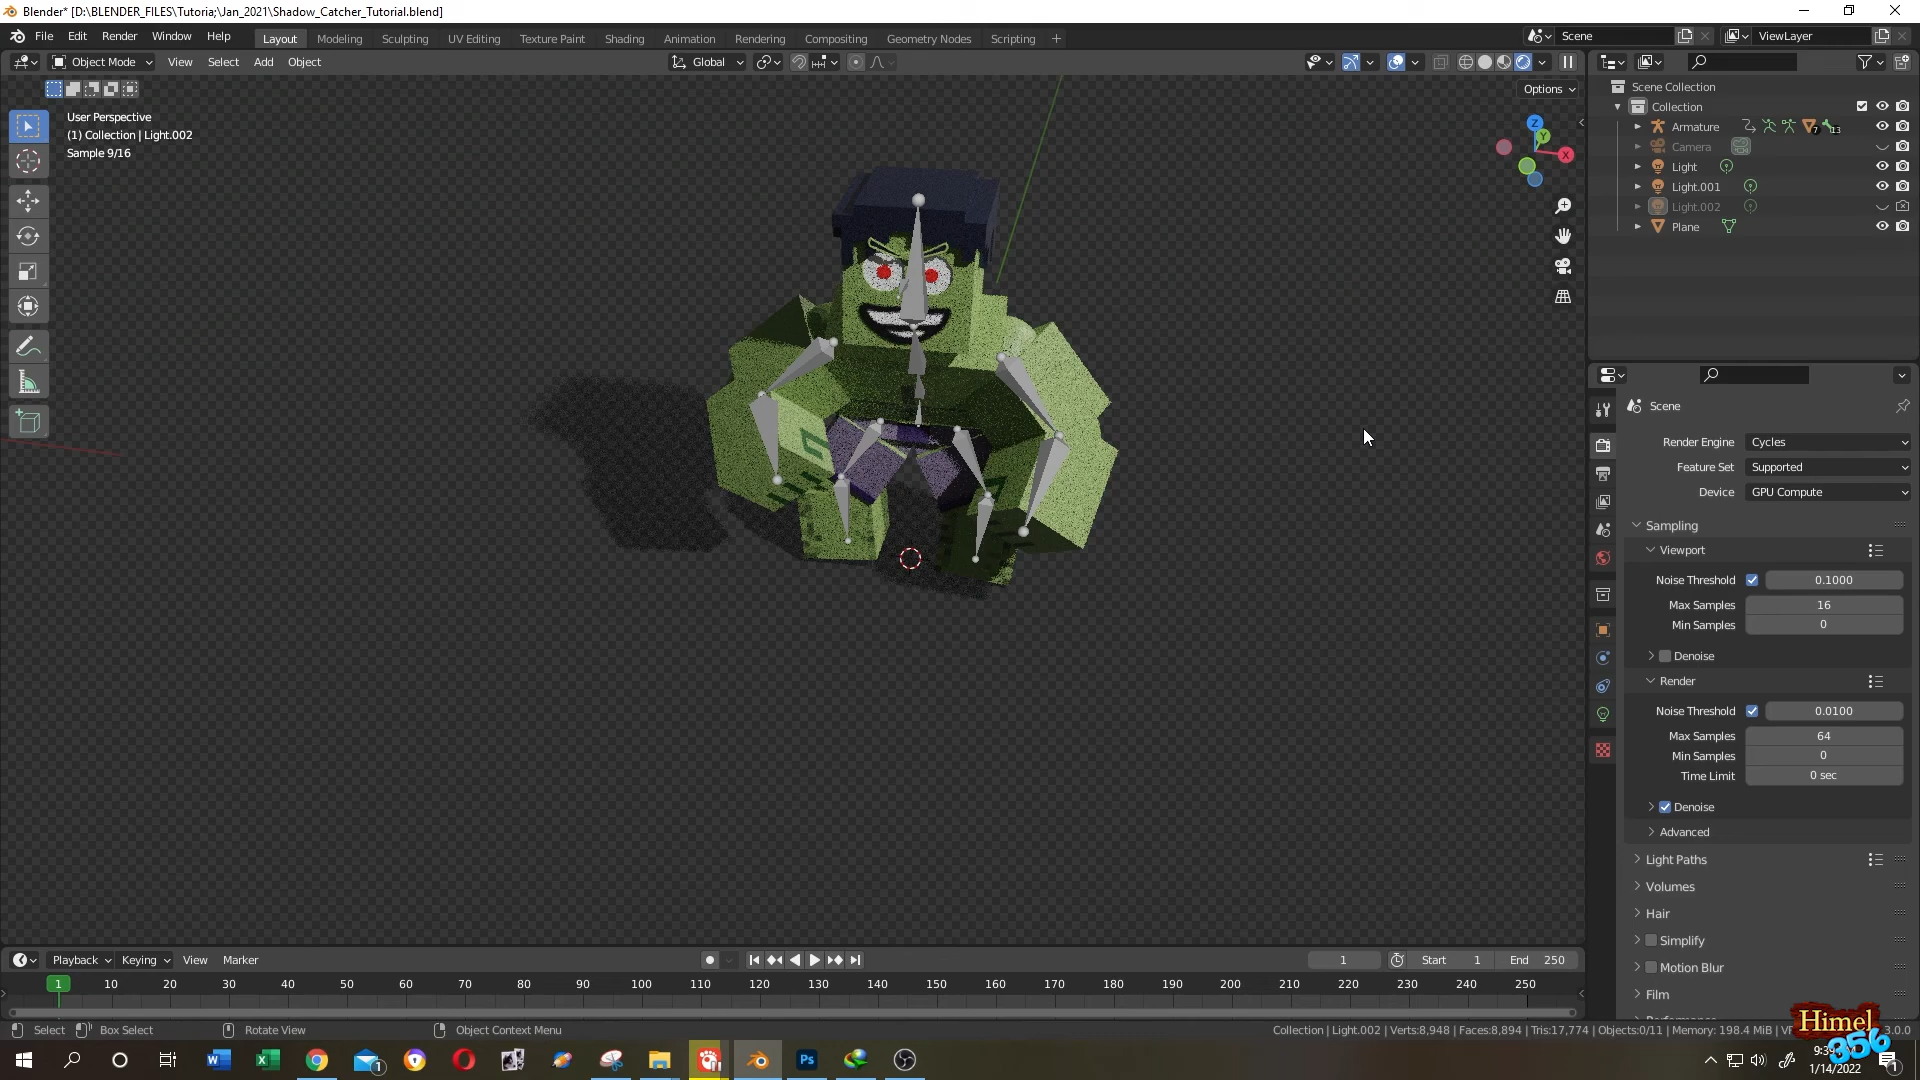 Blender* [D:\BLENDER_FILES\Tutoria;\Jan_2021\Shadow_Catcher_Tutorial.blend]
File Edit Render Window Help Layout Modeling Sculpting UV Editing Texture Paint Shading Animation Rendering Compositing Geometry Nodes Scripting + Scene ViewLayer
Object Mode View Select Add Object Global
Options
User Perspective
(1) Collection | Light.002
Sample 9/16
Z
Y
X
Scene Collection
Collection
Armature 7 13
Camera
Light
Light.001
Light.002
Plane
Scene
Render Engine Cycles
Feature Set Supported
Device GPU Compute
Sampling
Viewport
Noise Threshold 0.1000
Max Samples 16
Min Samples 0
Denoise
Render
Noise Threshold 0.0100
Max Samples 64
Min Samples 0
Time Limit 0 sec
Denoise
Advanced
Light Paths
Volumes
Hair
Simplify
Motion Blur
Film
Playback Keying View Marker 1 Start 1 End 250
1 10 20 30 40 50 60 70 80 90 100 110 120 130 140 150 160 170 180 190 200 210 220 230 240 250
Select Box Select Rotate View Object Context Menu Collection | Light.002 | Verts:8,948 | Faces:8,894 | Tris:17,774 | Objects:0/11 | Memory: 198.4 MiB | 3.0.0
Himel
356
1/14/2022